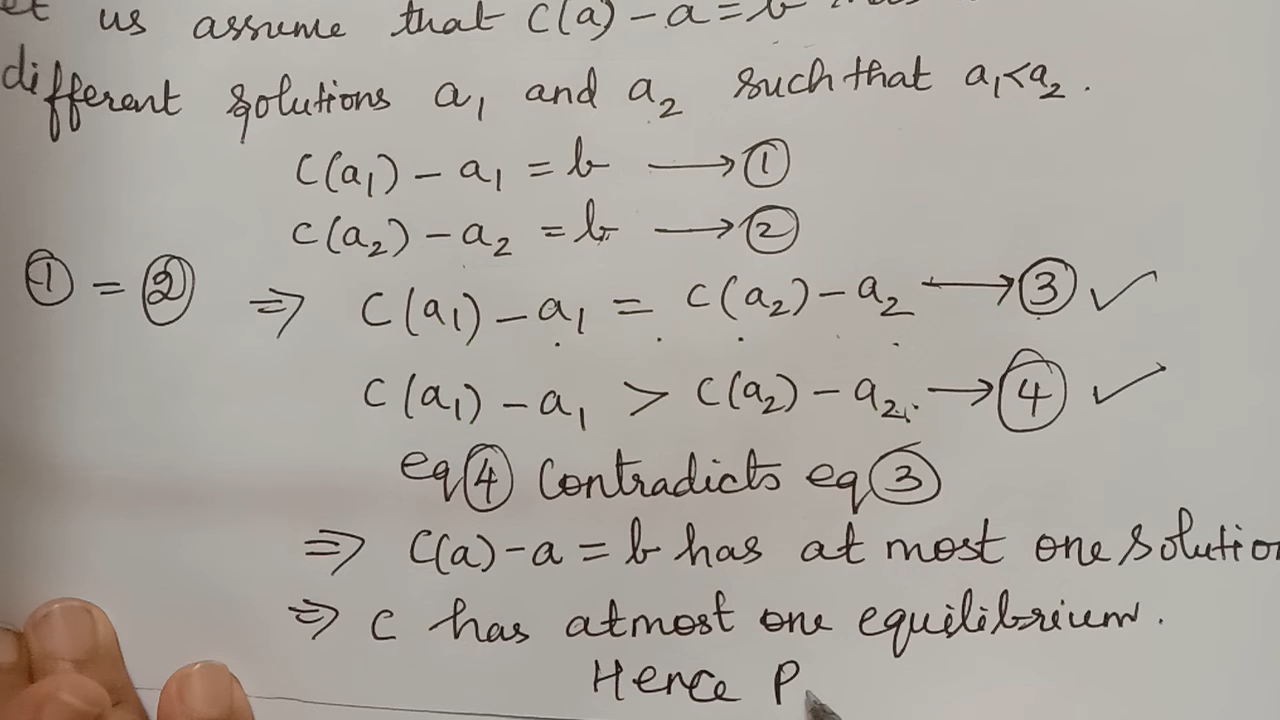 us assume that C(a) - a = b
different solutions a₁ and a₂ such that a₁<a₂.
C(a₁) - a₁ = b ⟶ ①
C(a₂) - a₂ = b ⟶ ②
① = ② ⇒ C(a₁) - a₁ = C(a₂) - a₂ ⟶ ③ ✓
C(a₁) - a₁ > C(a₂) - a₂. ⟶ ④ ✓
eq ④ Contradicts eq ③
⇒ C(a) - a = b has at most one solution
⇒ C has atmost one equilibrium.
Hence P